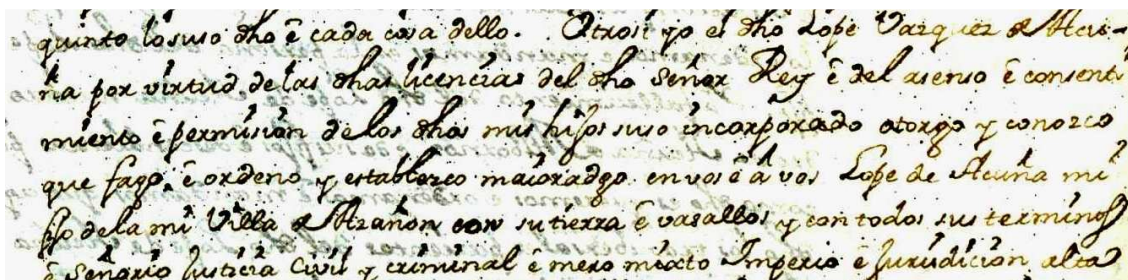 quinto lo suso dho è cada cosa dello. Otrosi yo el dho Lope Vazquez de Acu-
ña por virtud de las dhas licencias del dho Señor Rey è del asenso è consenti
miento è permision de los dhos mis hijos suso incorporado otorgo y conozco
que fago, è ordeno y establezco maioradgo en vos è à vos Lope de Acuña mi
fijo de la mi Villa de Azañon con su tierra è vasallos y con todos sus terminos
è Señorio Justicia Civil y criminal è mero mixto Imperio è Jurisdicion alta